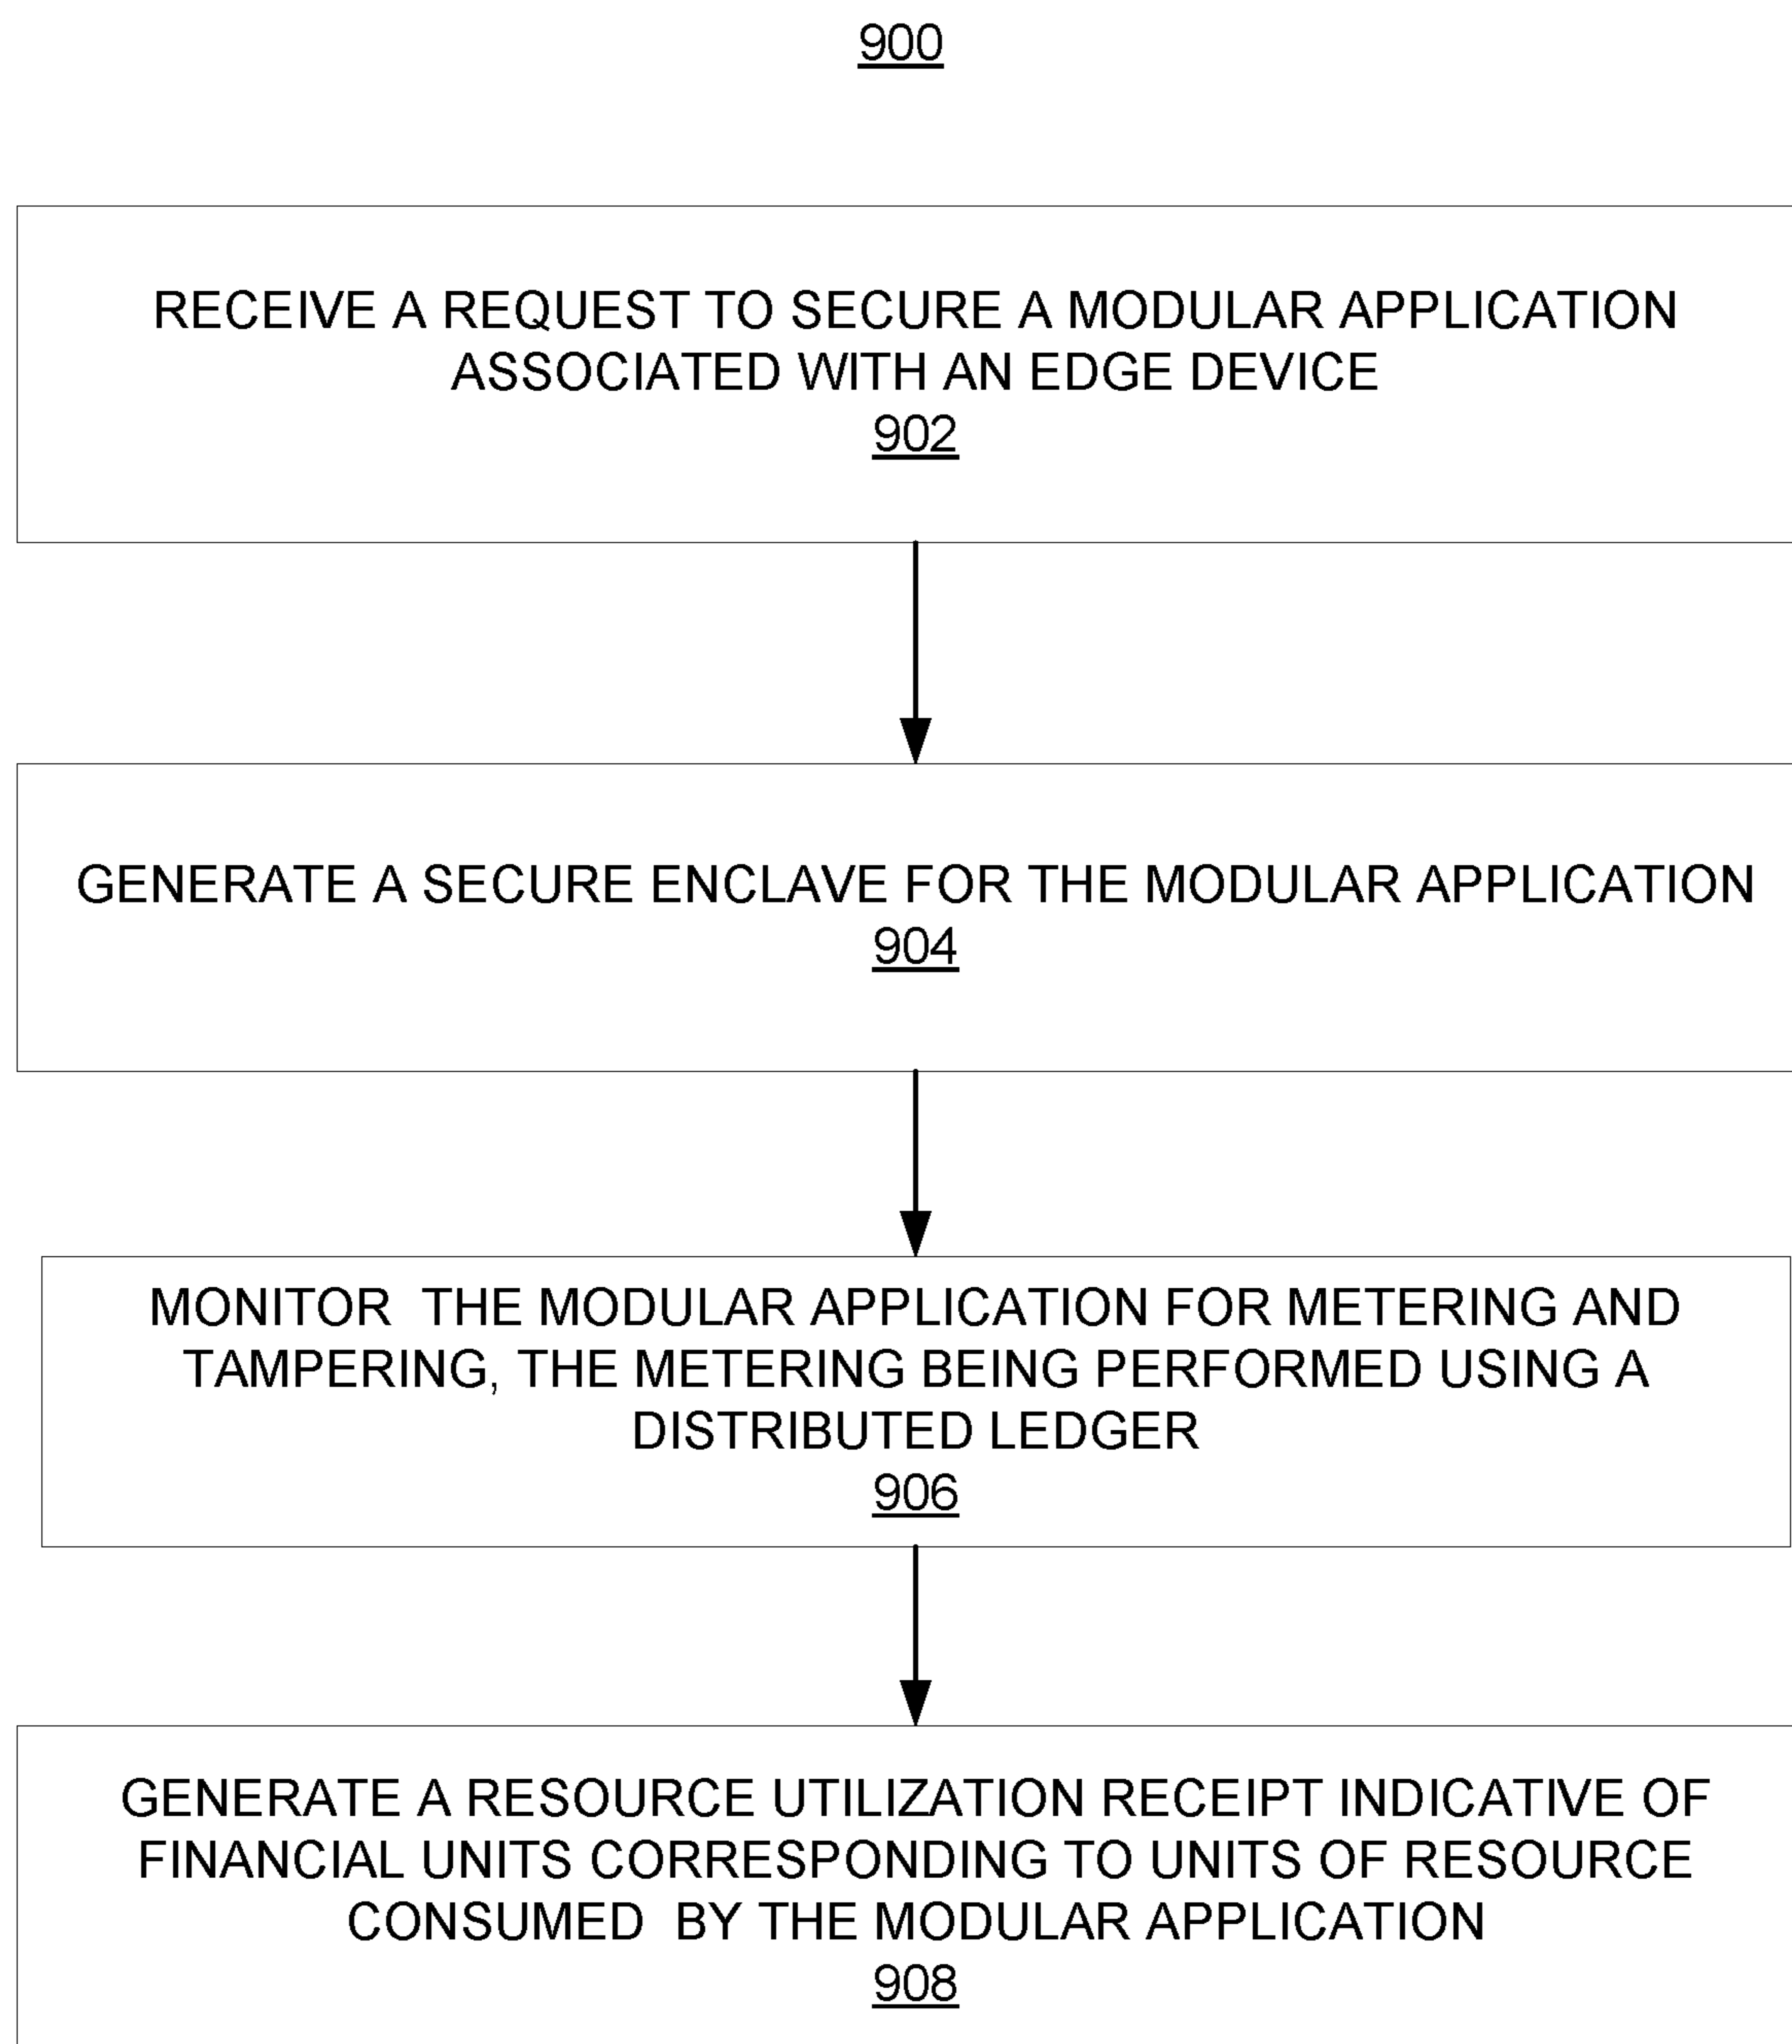 900
RECEIVE A REQUEST TO SECURE A MODULAR APPLICATION
ASSOCIATED WITH AN EDGE DEVICE
902
GENERATE A SECURE ENCLAVE FOR THE MODULAR APPLICATION
904
MONITOR THE MODULAR APPLICATION FOR METERING AND
TAMPERING, THE METERING BEING PERFORMED USING A
DISTRIBUTED LEDGER
906
GENERATE A RESOURCE UTILIZATION RECEIPT INDICATIVE OF
FINANCIAL UNITS CORRESPONDING TO UNITS OF RESOURCE
CONSUMED BY THE MODULAR APPLICATION
908